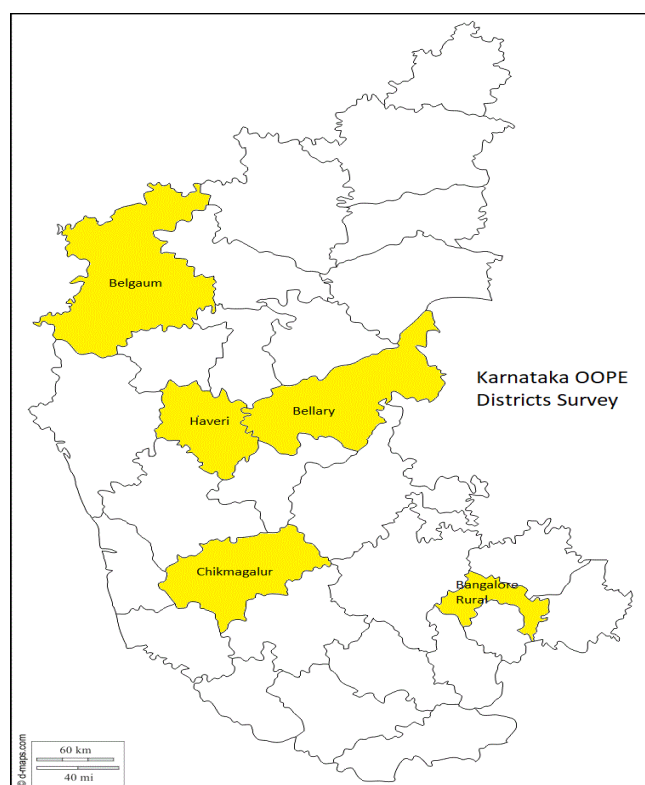 Belgaum
Karnataka OOPE
Districts Survey
Haveri
Bellary
Chikmagalur
Bangalore
Rural
60 km
40 mi
© d-maps.com